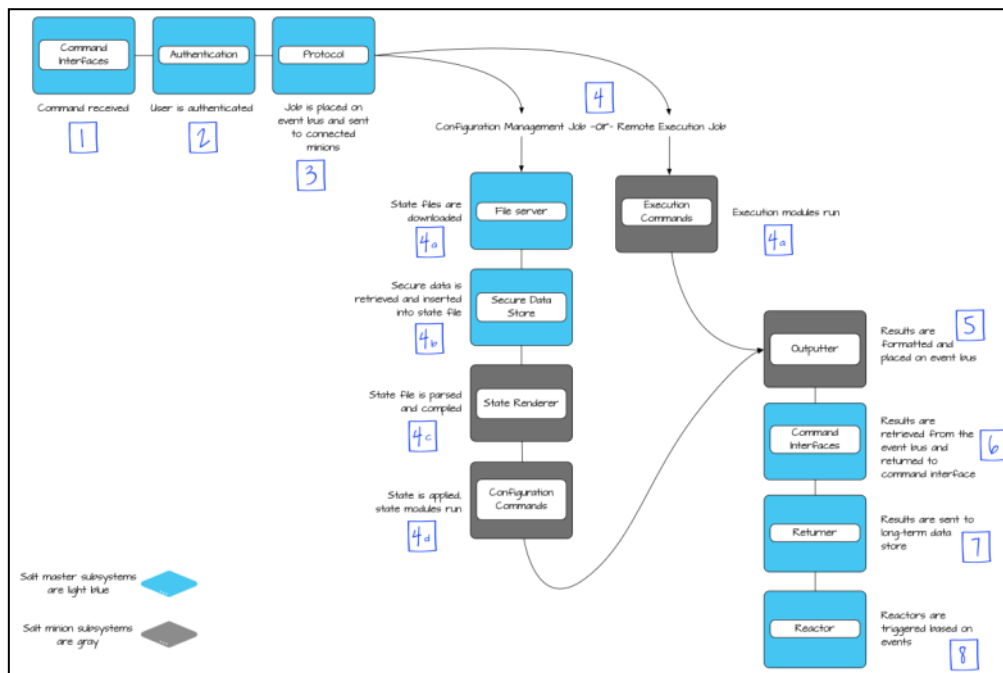 Command
Interfaces
Authentication
Protocol
Command received
1
User is authenticated
2
Job is placed on
event bus and sent
to connected
minions
3
4
Configuration Management Job -or- Remote Execution Job
State files are
downloaded
4a
File server
Execution
Commands
Execution modules run
4a
Secure data is
retrieved and inserted
into state file
4b
Secure Data
Store
State file is parsed
and compiled
4c
State Renderer
State is applied,
state modules run
4d
Configuration
Commands
Outputter
Results are
formatted and
placed on event bus
5
Command
Interfaces
Results are
retrieved from the
event bus and
returned to
command interface
6
Returner
Results are sent to
long-term data
store
7
Reactor
Reactors are
triggered based on
events
8
Salt master subsystems
are light blue
Salt minion subsystems
are gray